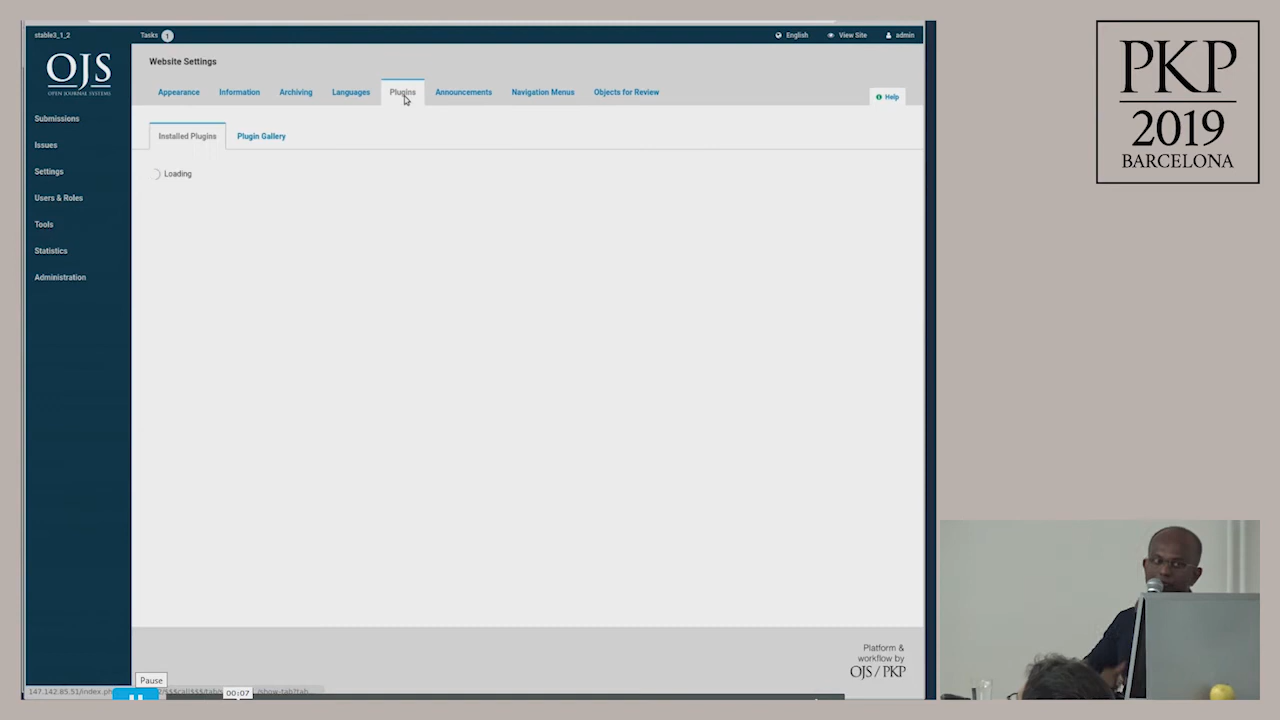 stable3_1_2
Tasks 1
English
View Site
admin
OJS
OPEN JOURNAL SYSTEMS
Submissions
Issues
Settings
Users & Roles
Tools
Statistics
Administration
Website Settings
Appearance
Information
Archiving
Languages
Plugins
Announcements
Navigation Menus
Objects for Review
Help
Installed Plugins
Plugin Gallery
Loading
Platform &
workflow by
OJS / PKP
Pause
00:07
PKP
2019
BARCELONA